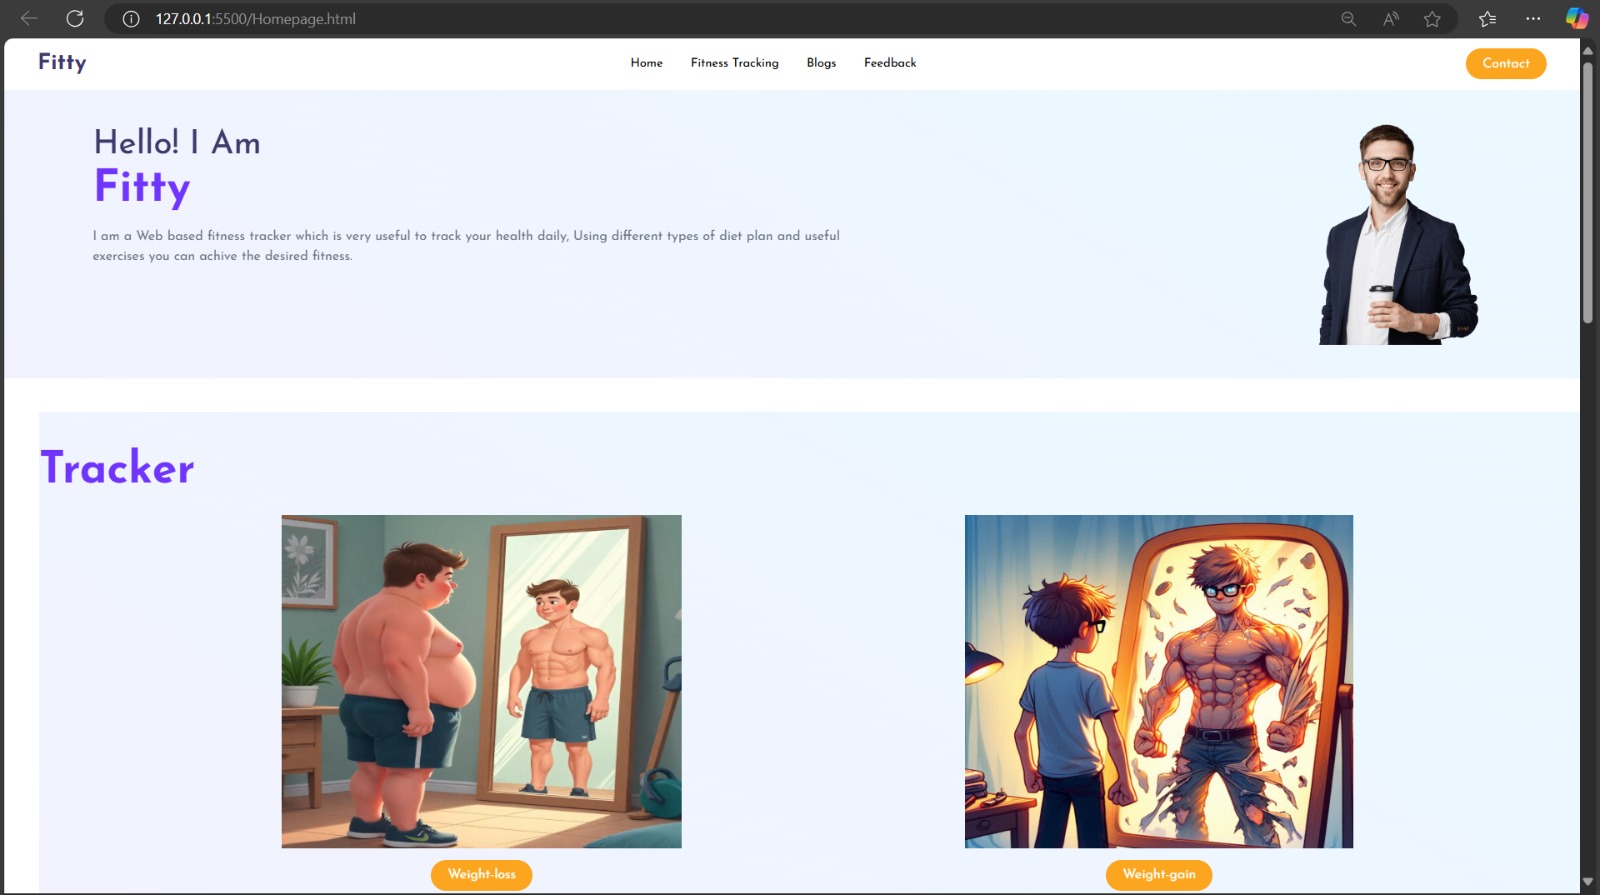 127.0.0.1:5500/Homepage.html
Fitty
Home Fitness Tracking Blogs Feedback
Contact
Hello! I Am
Fitty
I am a Web based fitness tracker which is very useful to track your health daily, Using different types of diet plan and useful
exercises you can achive the desired fitness.
Tracker
Weight-loss
Weight-gain